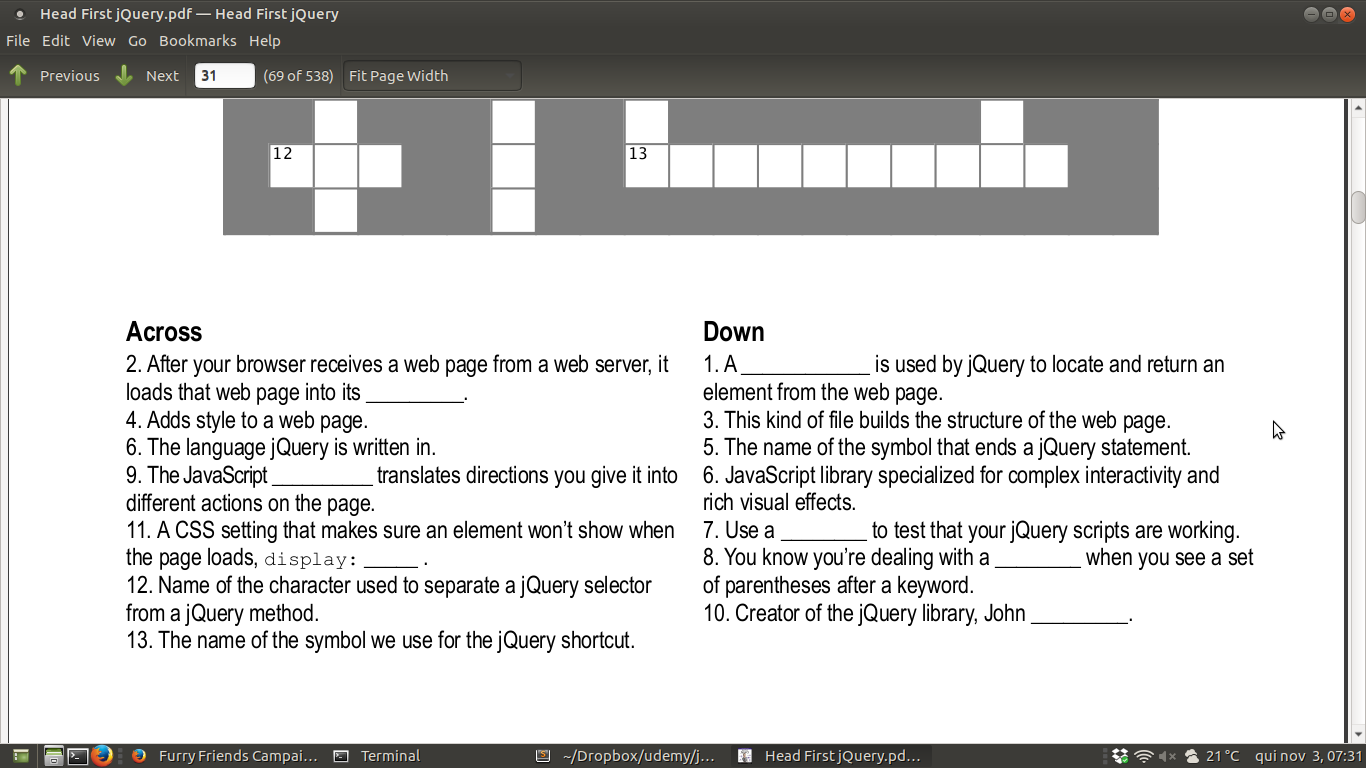 Head First jQuery.pdf — Head First jQuery
File Edit View Go Bookmarks Help
Previous Next 31 (69 of 538) Fit Page Width
12 13
Across
2. After your browser receives a web page from a web server, it
loads that web page into its _________.
4. Adds style to a web page.
6. The language jQuery is written in.
9. The JavaScript _________ translates directions you give it into
different actions on the page.
11. A CSS setting that makes sure an element won’t show when
the page loads, display: _____ .
12. Name of the character used to separate a jQuery selector
from a jQuery method.
13. The name of the symbol we use for the jQuery shortcut.
Down
1. A ____________ is used by jQuery to locate and return an
element from the web page.
3. This kind of file builds the structure of the web page.
5. The name of the symbol that ends a jQuery statement.
6. JavaScript library specialized for complex interactivity and
rich visual effects.
7. Use a ________ to test that your jQuery scripts are working.
8. You know you’re dealing with a ________ when you see a set
of parentheses after a keyword.
10. Creator of the jQuery library, John _________.
Furry Friends Campai... Terminal ~/Dropbox/udemy/j... Head First jQuery.pd... 21 °C qui nov 3, 07:31